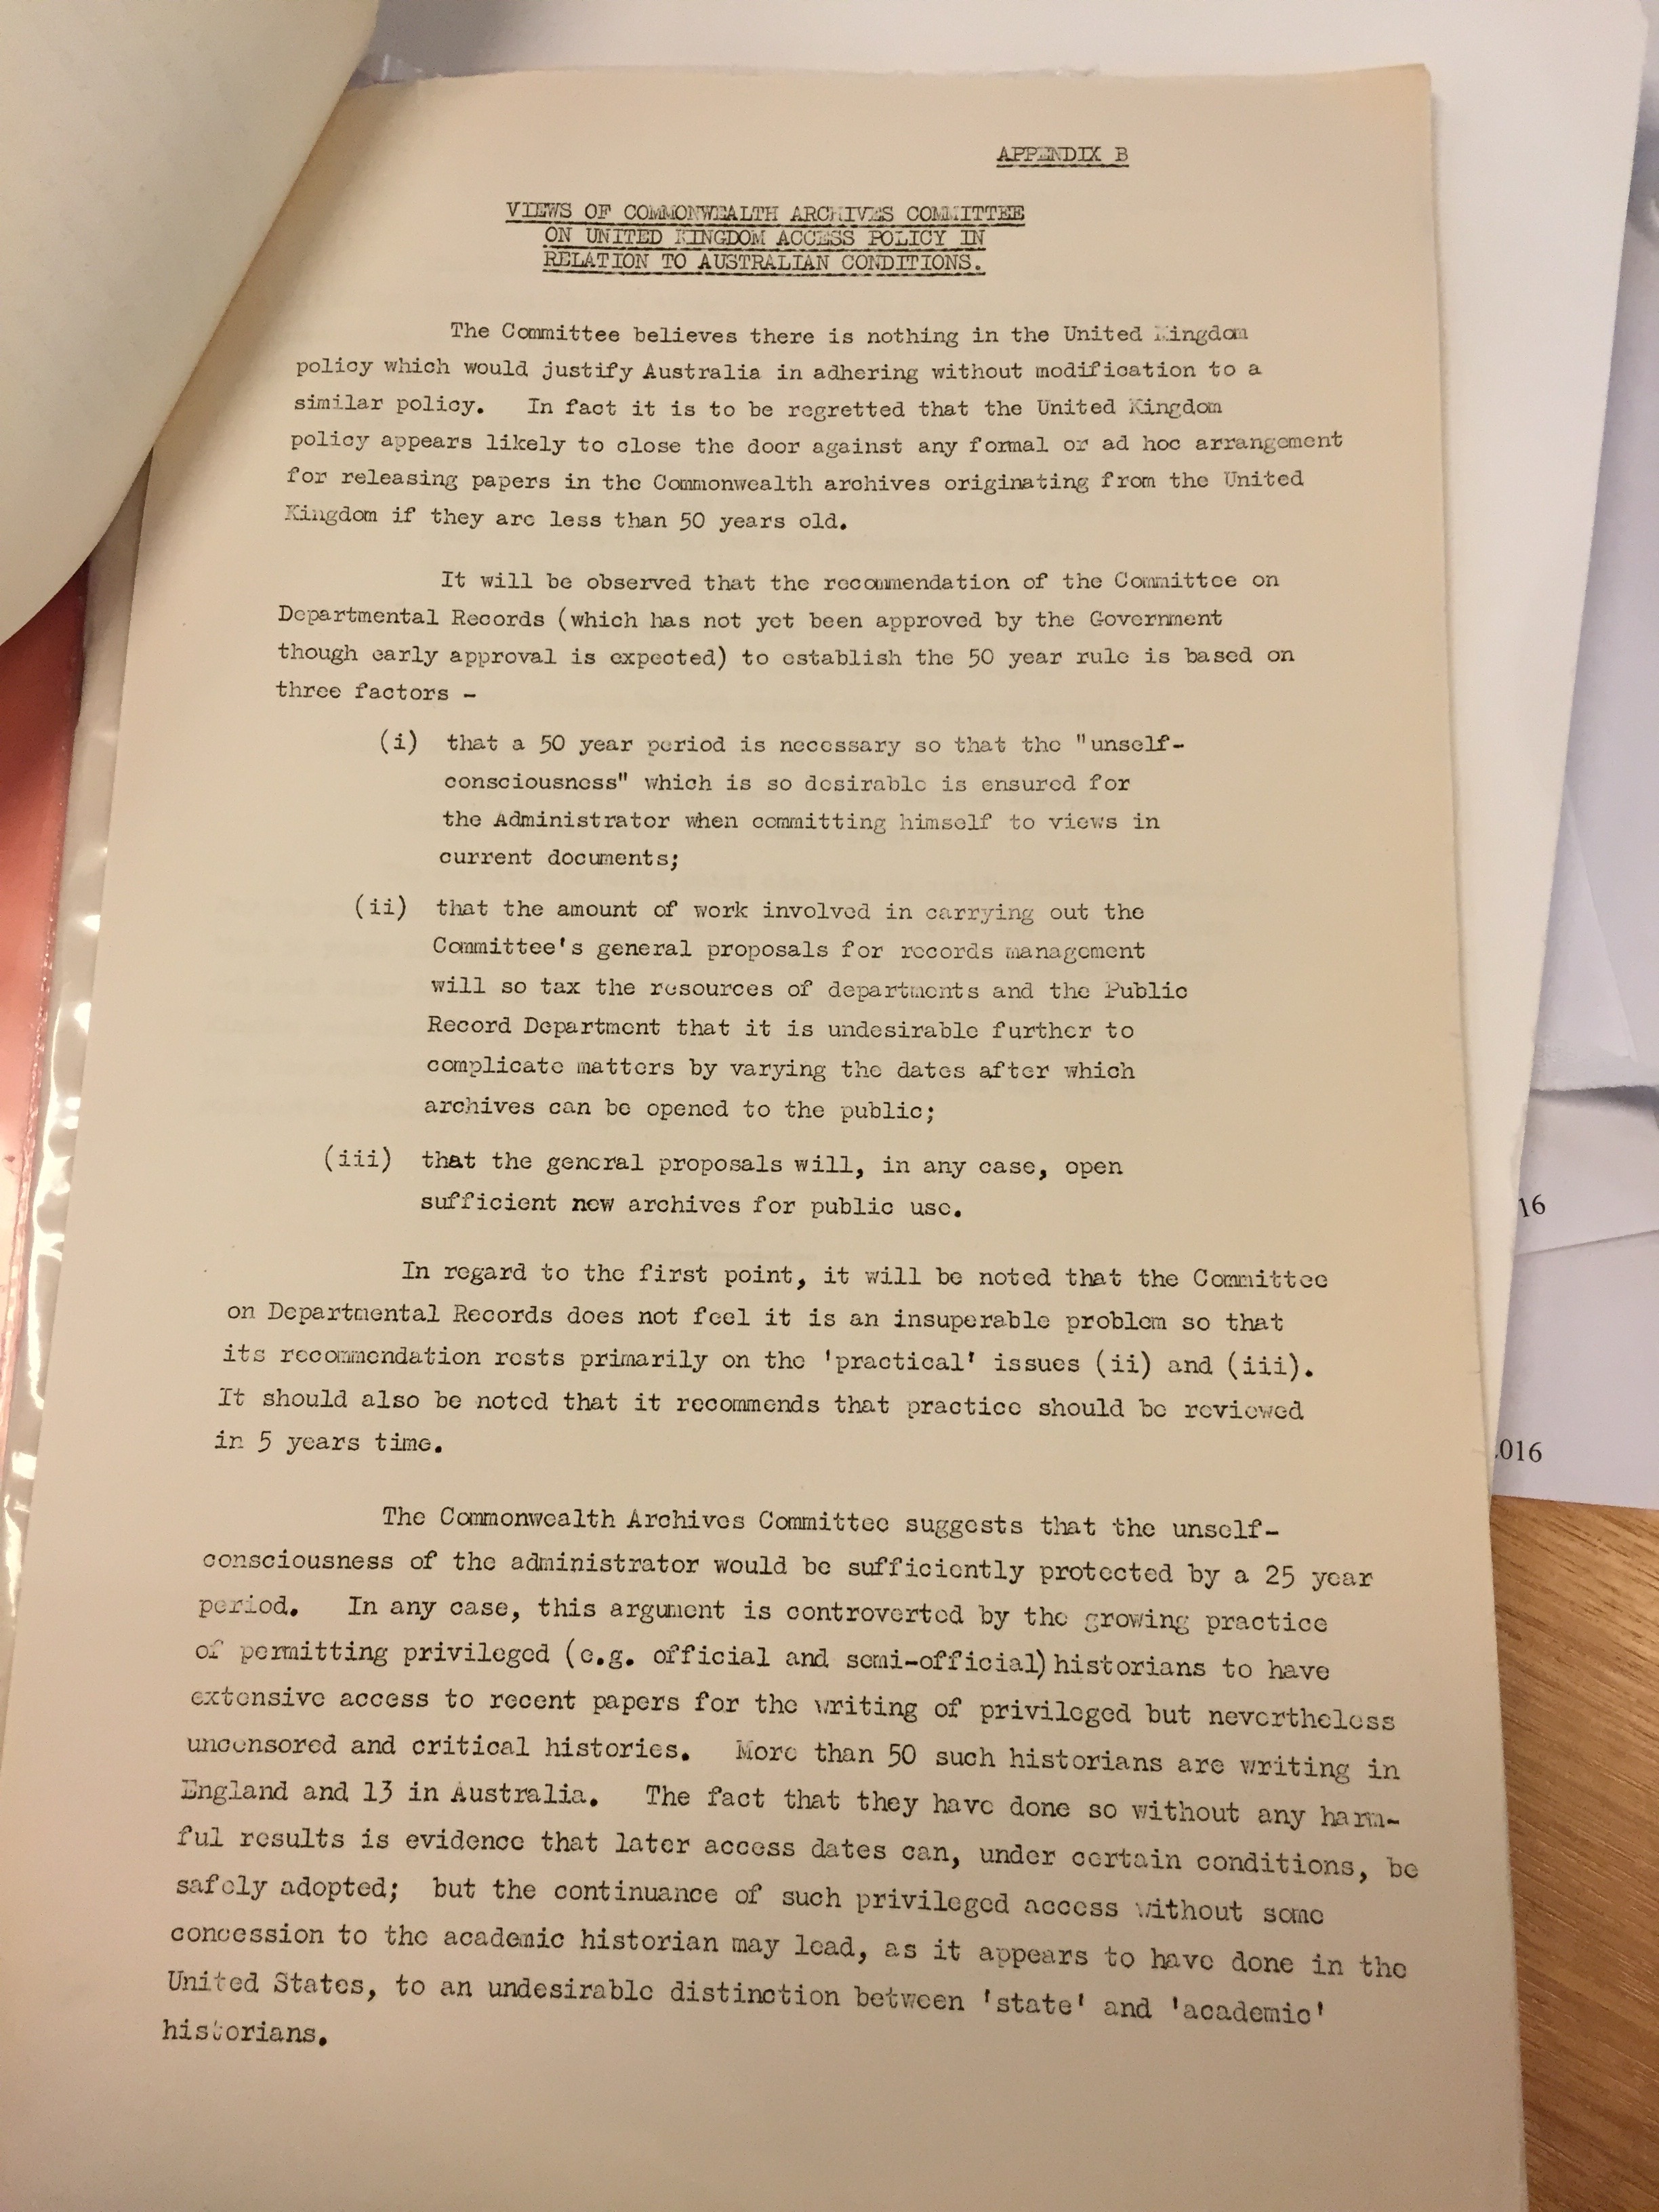 APPENDIX B
VIEWS OF COMMONWEALTH ARCHIVES COMMITTEE
ON UNITED KINGDOM ACCESS POLICY IN
RELATION TO AUSTRALIAN CONDITIONS.
The Committee believes there is nothing in the United Kingdom
policy which would justify Australia in adhering without modification to a
similar policy. In fact it is to be regretted that the United Kingdom
policy appears likely to close the door against any formal or ad hoc arrangement
for releasing papers in the Commonwealth archives originating from the United
Kingdom if they are less than 50 years old.
It will be observed that the recommendation of the Committee on
Departmental Records (which has not yet been approved by the Government
though early approval is expected) to establish the 50 year rule is based on
three factors -
(i) that a 50 year period is necessary so that the "unself-
consciousness" which is so desirable is ensured for
the Administrator when committing himself to views in
current documents;
(ii) that the amount of work involved in carrying out the
Committee's general proposals for records management
will so tax the resources of departments and the Public
Record Department that it is undesirable further to
complicate matters by varying the dates after which
archives can be opened to the public;
(iii) that the general proposals will, in any case, open
sufficient new archives for public use.
In regard to the first point, it will be noted that the Committee
on Departmental Records does not feel it is an insuperable problem so that
its recommendation rests primarily on the 'practical' issues (ii) and (iii).
It should also be noted that it recommends that practice should be reviewed
in 5 years time.
The Commonwealth Archives Committee suggests that the unself-
consciousness of the administrator would be sufficiently protected by a 25 year
period. In any case, this argument is controverted by the growing practice
of permitting privileged (e.g. official and semi-official) historians to have
extensive access to recent papers for the writing of privileged but nevertheless
uncensored and critical histories. More than 50 such historians are writing in
England and 13 in Australia. The fact that they have done so without any harm-
ful results is evidence that later access dates can, under certain conditions, be
safely adopted; but the continuance of such privileged access without some
concession to the academic historian may lead, as it appears to have done in the
United States, to an undesirable distinction between 'state' and 'academic'
historians.
16
016